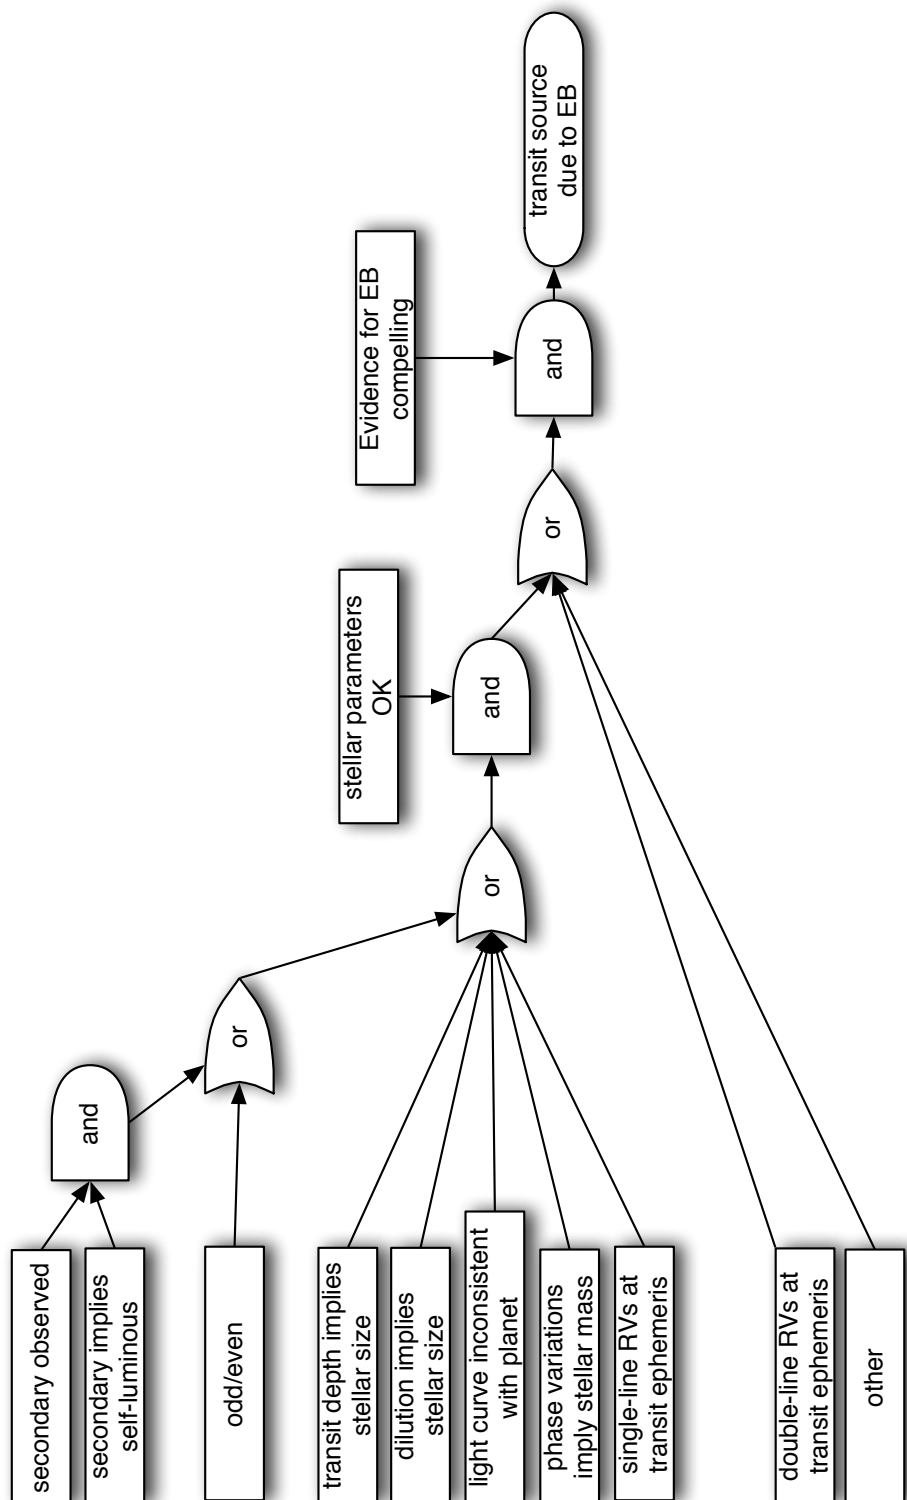 secondary observed
secondary implies
self-luminous
and
odd/even
or
transit depth implies
stellar size
dilution implies
stellar size
light curve inconsistent
with planet
phase variations
imply stellar mass
single-line RVs at
transit ephemeris
or
stellar parameters
OK
and
double-line RVs at
transit ephemeris
other
or
Evidence for EB
compelling
and
transit source
due to EB